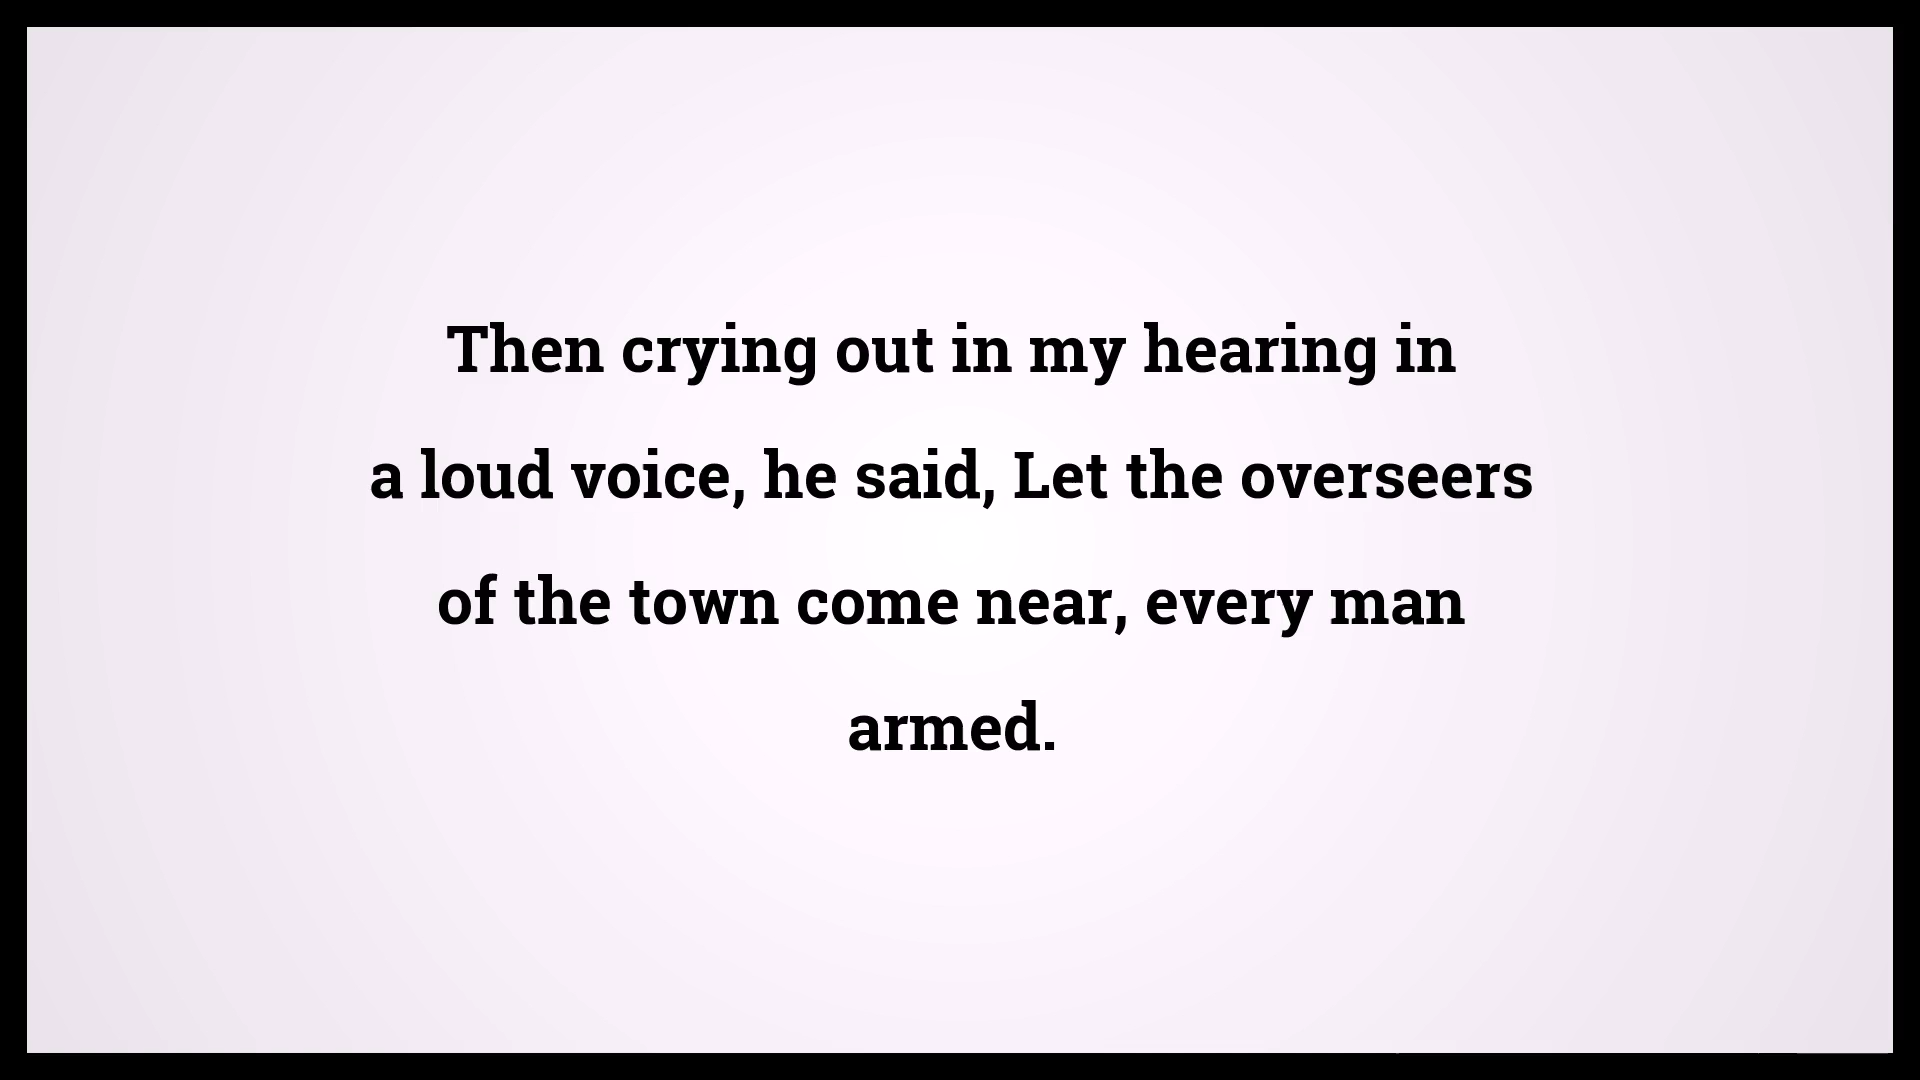 Then crying out in my hearing in
a loud voice, he said, Let the overseers
of the town come near, every man
armed.